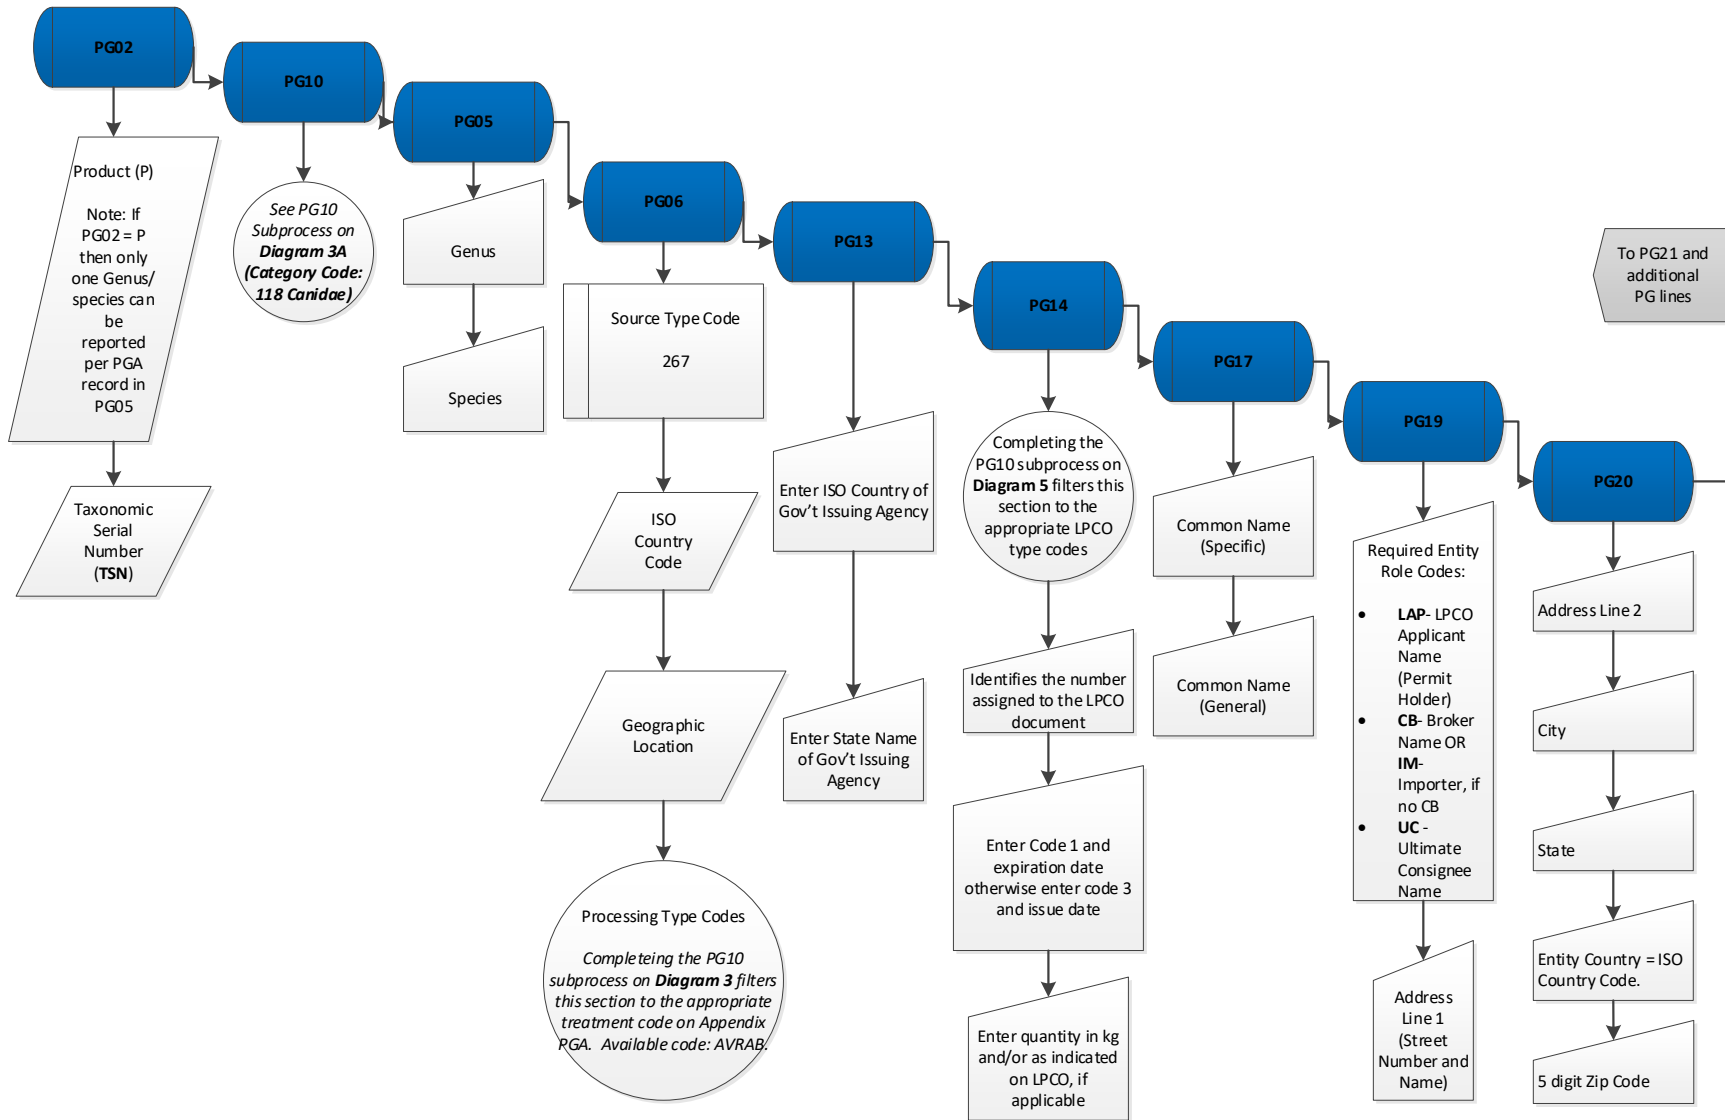 PG02
Product (P)
Note: If
PG02 = P
then only
one Genus/
species can
be
reported
per PGA
record in
PG05
Taxonomic
Serial
Number
(TSN)
PG10
See PG10
Subprocess on
Diagram 3A
(Category Code:
118 Canidae)
PG05
Genus
Species
PG06
Source Type Code
267
ISO
Country
Code
Geographic
Location
Processing Type Codes
Completeing the PG10
subprocess on Diagram 3 filters
this section to the appropriate
treatment code on Appendix
PGA. Available code: AVRAB.
PG13
Enter ISO Country of
Gov't Issuing Agency
Enter State Name
of Gov't Issuing
Agency
PG14
Completing the
PG10 subprocess on
Diagram 5 filters this
section to the
appropriate LPCO
type codes
Identifies the number
assigned to the LPCO
document
Enter Code 1 and
expiration date
otherwise enter code 3
and issue date
Enter quantity in kg
and/or as indicated
on LPCO, if
applicable
PG17
Common Name
(Specific)
Common Name
(General)
PG19
Required Entity
Role Codes:
• LAP- LPCO
Applicant
Name
(Permit
Holder)
• CB- Broker
Name OR
IM-
Importer, if
no CB
• UC -
Ultimate
Consignee
Name
Address
Line 1
(Street
Number and
Name)
PG20
Address Line 2
City
State
Entity Country = ISO
Country Code.
5 digit Zip Code
To PG21 and
additional
PG lines